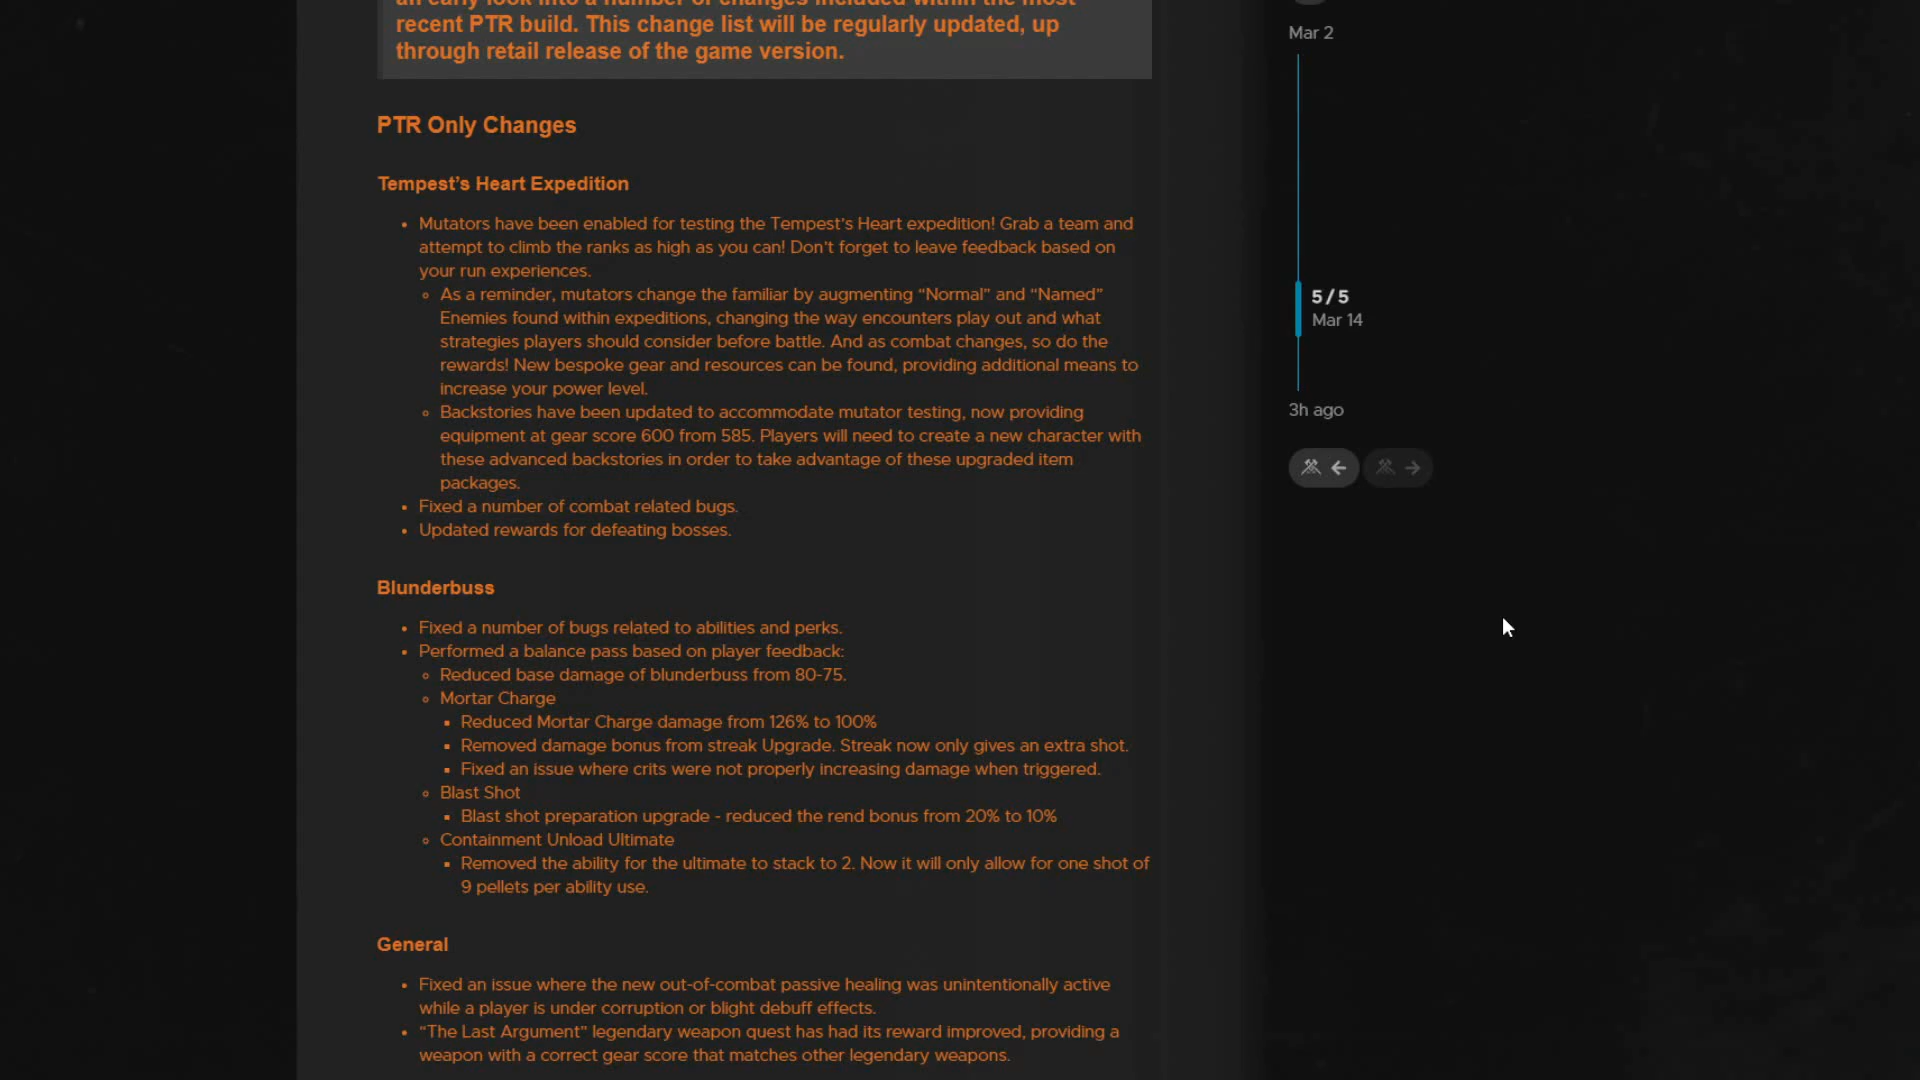 an early look into a number of changes included within the most
recent PTR build. This change list will be regularly updated, up
through retail release of the game version.
PTR Only Changes
Tempest’s Heart Expedition
• Mutators have been enabled for testing the Tempest’s Heart expedition! Grab a team and
attempt to climb the ranks as high as you can! Don’t forget to leave feedback based on
your run experiences.
◦ As a reminder, mutators change the familiar by augmenting “Normal” and “Named”
Enemies found within expeditions, changing the way encounters play out and what
strategies players should consider before battle. And as combat changes, so do the
rewards! New bespoke gear and resources can be found, providing additional means to
increase your power level.
◦ Backstories have been updated to accommodate mutator testing, now providing
equipment at gear score 600 from 585. Players will need to create a new character with
these advanced backstories in order to take advantage of these upgraded item
packages.
• Fixed a number of combat related bugs.
• Updated rewards for defeating bosses.
Blunderbuss
• Fixed a number of bugs related to abilities and perks.
• Performed a balance pass based on player feedback:
◦ Reduced base damage of blunderbuss from 80-75.
◦ Mortar Charge
▪ Reduced Mortar Charge damage from 126% to 100%
▪ Removed damage bonus from streak Upgrade. Streak now only gives an extra shot.
▪ Fixed an issue where crits were not properly increasing damage when triggered.
◦ Blast Shot
▪ Blast shot preparation upgrade - reduced the rend bonus from 20% to 10%
◦ Containment Unload Ultimate
▪ Removed the ability for the ultimate to stack to 2. Now it will only allow for one shot of
9 pellets per ability use.
General
• Fixed an issue where the new out-of-combat passive healing was unintentionally active
while a player is under corruption or blight debuff effects.
• “The Last Argument” legendary weapon quest has had its reward improved, providing a
weapon with a correct gear score that matches other legendary weapons.
Mar 2
5 / 5
Mar 14
3h ago